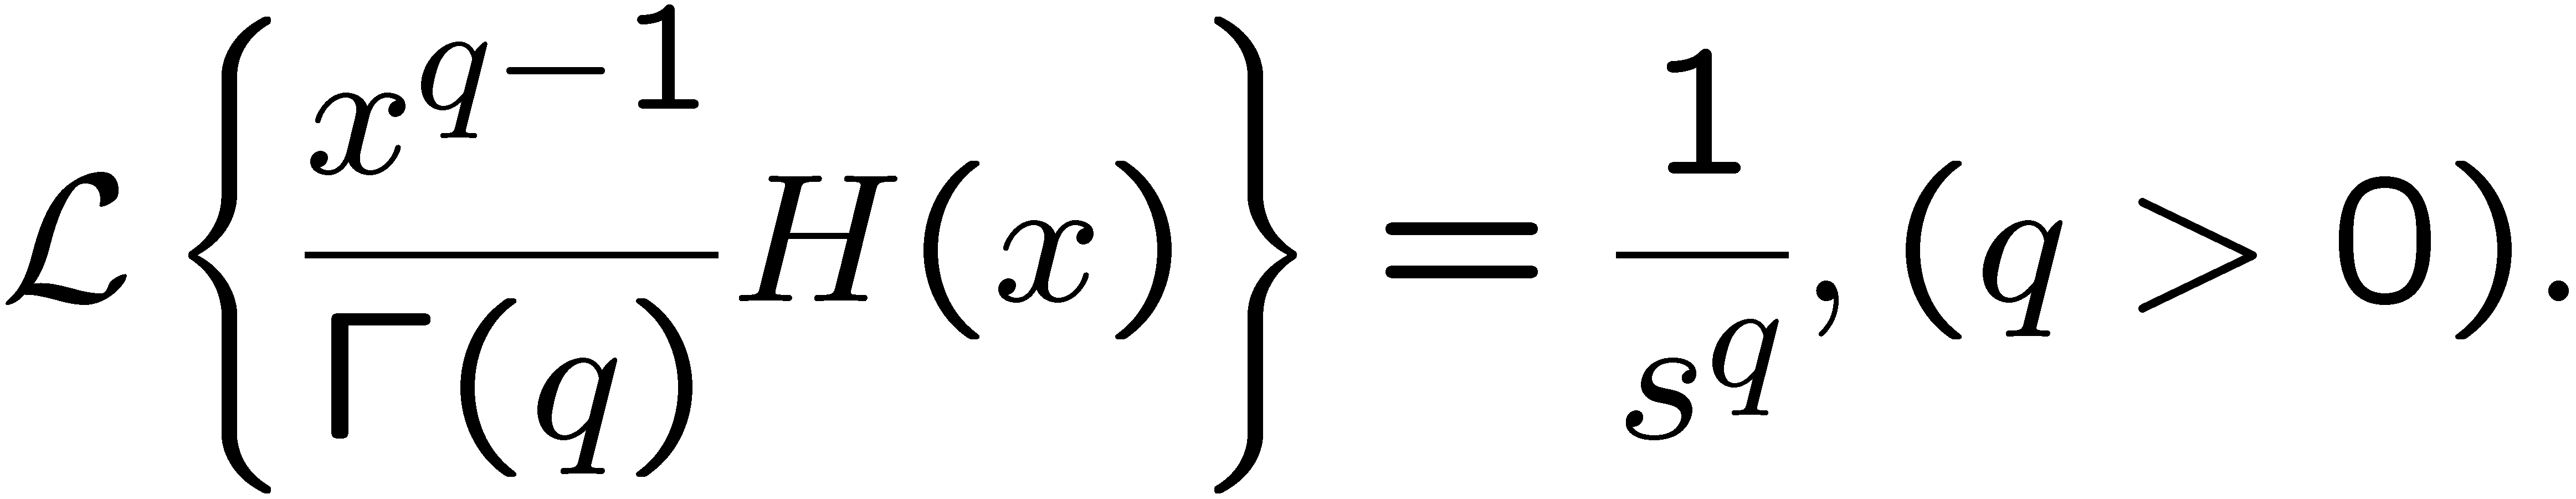 \mathcal{L}\left\{\frac{x^{q-1}}{\Gamma(q)}H(x)\right\} = \frac{1}{s^q}, (q > 0).